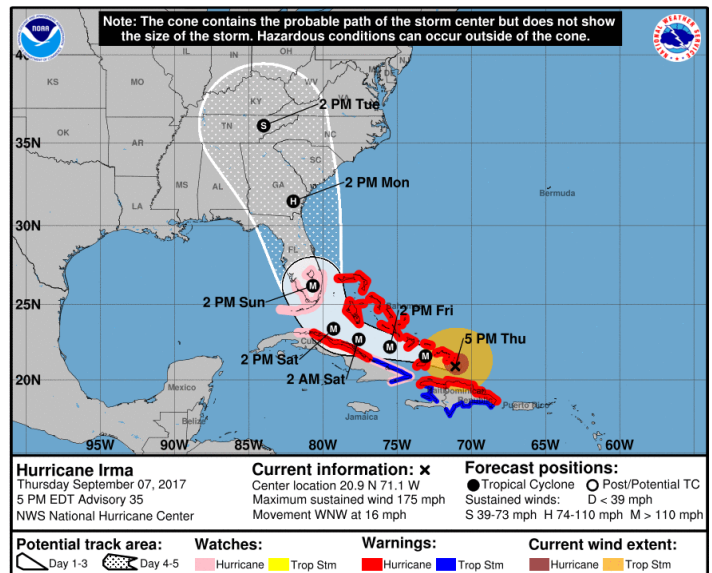 Note: The cone contains the probable path of the storm center but does not show
the size of the storm. Hazardous conditions can occur outside of the cone.
NOAA
NATIONAL WEATHER SERVICE
IL
IN
OH
KS
MO
WV
DE
KY
2 PM Tue
S
TN
OK
AR
NC
35N
SC
MS
AL
GA
2 PM Mon
H
Bermuda
LA
30N
FL
M
2 PM Sun
25N
2 PM Fri
M
M
M
M
5 PM Thu
2 PM Sat
2 AM Sat
20N
Mexico
Belize
Jamaica
Puerto Rico
95W 90W 85W 80W 75W 70W 65W 60W
Hurricane Irma
Thursday September 07, 2017
5 PM EDT Advisory 35
NWS National Hurricane Center
Current information: ×
Center location 20.9 N 71.1 W
Maximum sustained wind 175 mph
Movement WNW at 16 mph
Forecast positions:
Tropical Cyclone Post/Potential TC
Sustained winds: D < 39 mph
S 39-73 mph H 74-110 mph M > 110 mph
Potential track area:
Day 1-3 Day 4-5
Watches:
Hurricane Trop Stm
Warnings:
Hurricane Trop Stm
Current wind extent:
Hurricane Trop Stm